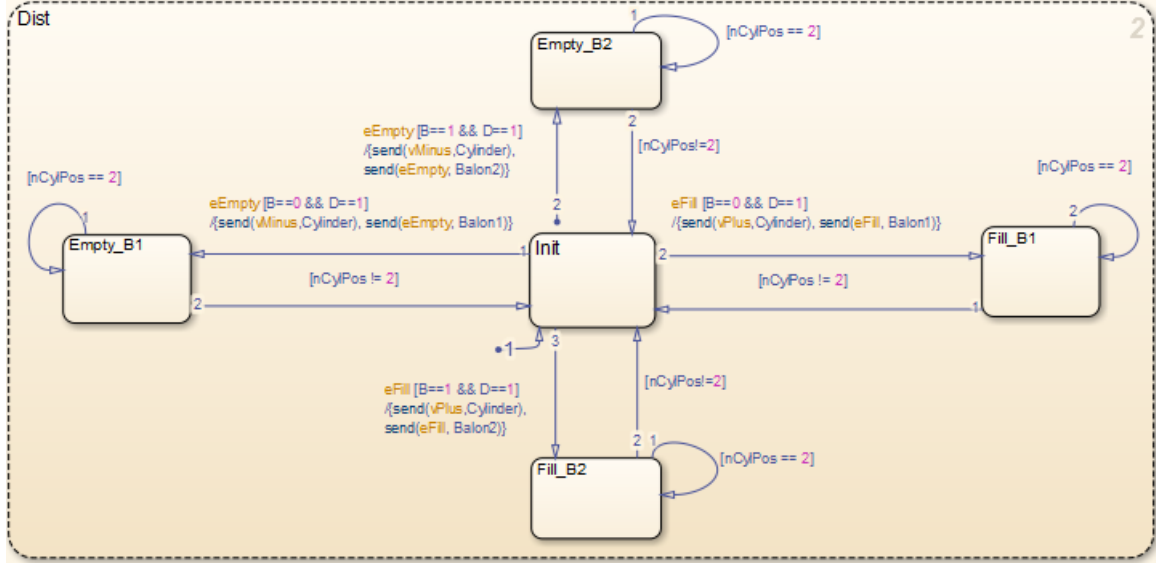 Dist
2
1
Empty_B2
[nCylPos == 2]
eEmpty [B==1 && D==1]
/{send(vMinus,Cylinder),
send(eEmpty, Balon2)}
2
[nCylPos!=2]
2
[nCylPos == 2]
1
Empty_B1
eEmpty [B==0 && D==1]
/{send(vMinus,Cylinder), send(eEmpty, Balon1)}
1
[nCylPos != 2]
2
Init
eFill [B==0 && D==1]
/{send(vPlus,Cylinder), send(eFill, Balon1)}
2
[nCylPos != 2]
1
[nCylPos == 2]
2
Fill_B1
1
3
eFill [B==1 && D==1]
/{send(vPlus,Cylinder),
send(eFill, Balon2)}
[nCylPos!=2]
2 1
Fill_B2
[nCylPos == 2]